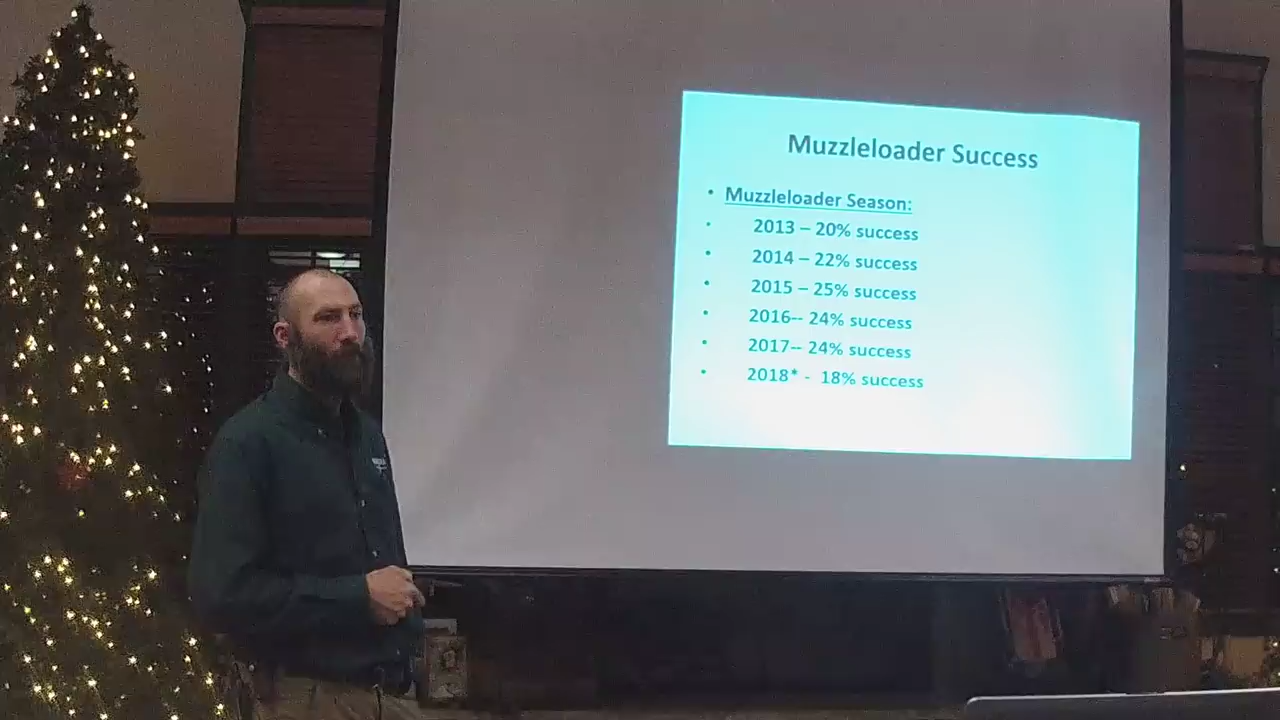 Muzzleloader Success
• Muzzleloader Season:
• 2013 – 20% success
• 2014 – 22% success
• 2015 – 25% success
• 2016-- 24% success
• 2017-- 24% success
• 2018* - 18% success